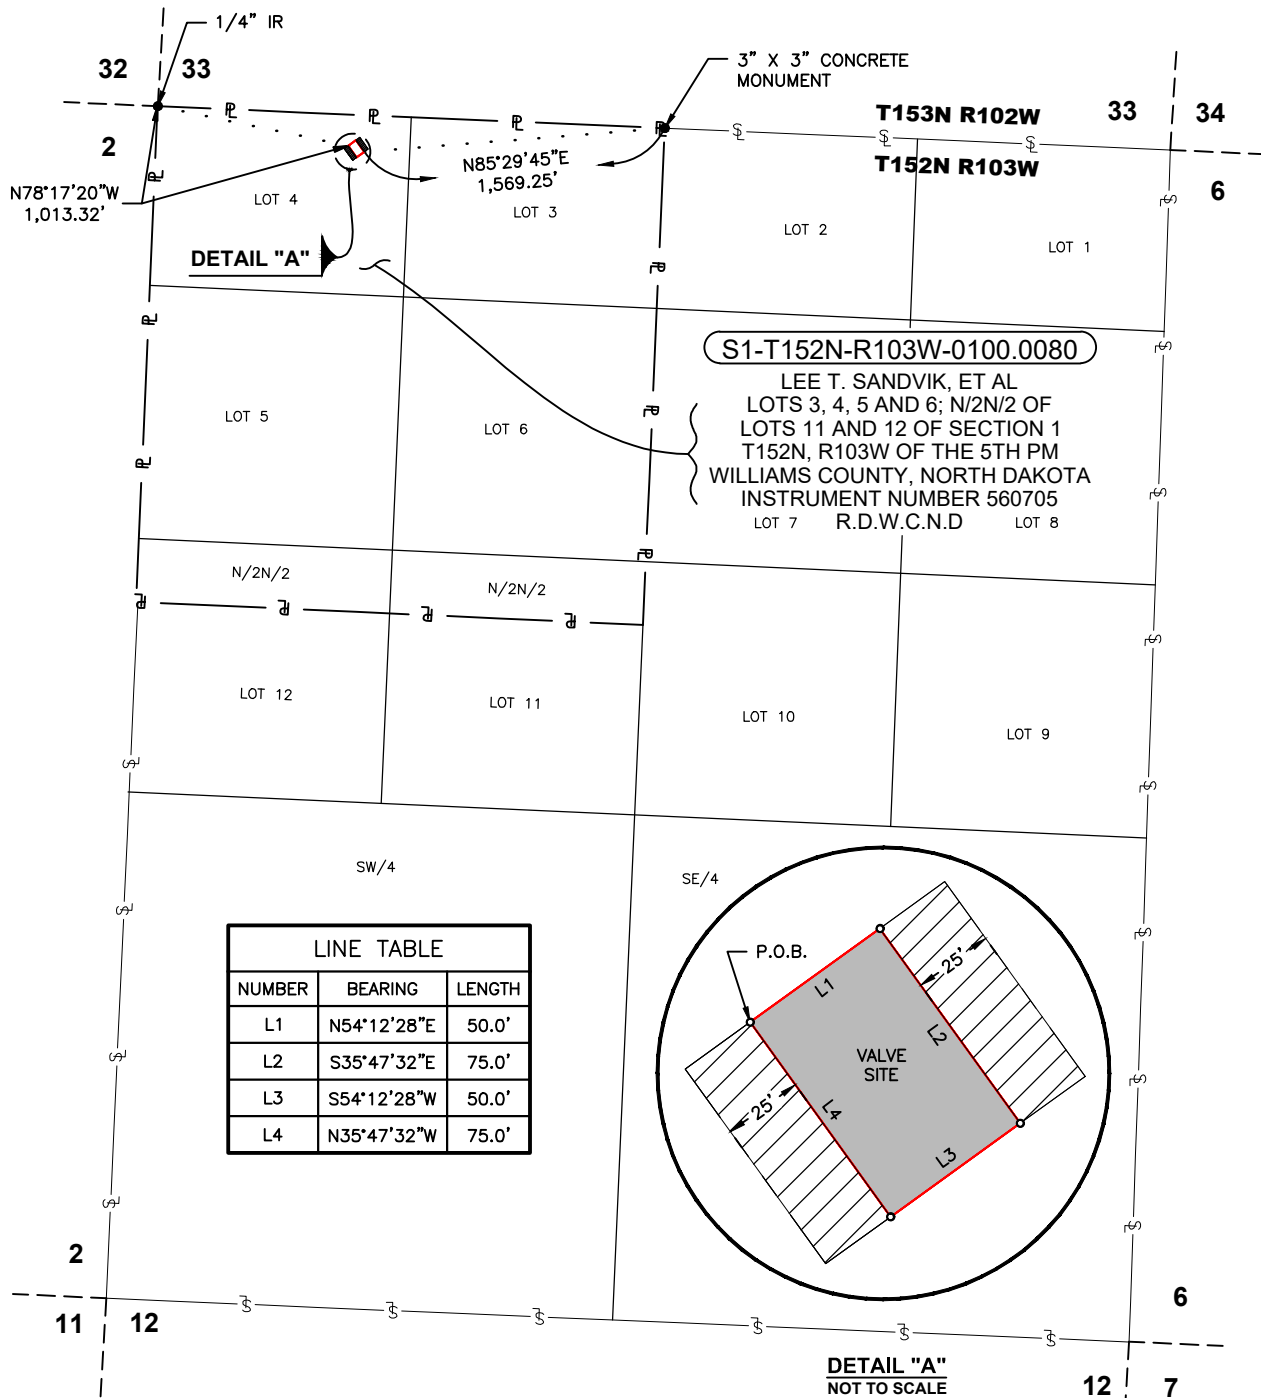 1/4" IR
32 33
3" X 3" CONCRETE
MONUMENT
T153N R102W
33 34
2
T152N R103W
6
N85°29'45"E
1,569.25'
N78°17'20"W
1,013.32'
LOT 4
LOT 3
LOT 2
LOT 1
DETAIL "A"
S1-T152N-R103W-0100.0080
LEE T. SANDVIK, ET AL
LOTS 3, 4, 5 AND 6; N/2N/2 OF
LOTS 11 AND 12 OF SECTION 1
T152N, R103W OF THE 5TH PM
WILLIAMS COUNTY, NORTH DAKOTA
INSTRUMENT NUMBER 560705
R.D.W.C.N.D
LOT 5
LOT 6
LOT 7
LOT 8
N/2N/2
N/2N/2
LOT 12
LOT 11
LOT 10
LOT 9
SW/4
SE/4
LINE TABLE
NUMBER BEARING LENGTH
L1 N54°12'28"E 50.0'
L2 S35°47'32"E 75.0'
L3 S54°12'28"W 50.0'
L4 N35°47'32"W 75.0'
P.O.B.
L1
25'
L2
VALVE
SITE
25'
L4
L3
2
11 12
6
12 7
DETAIL "A"
NOT TO SCALE